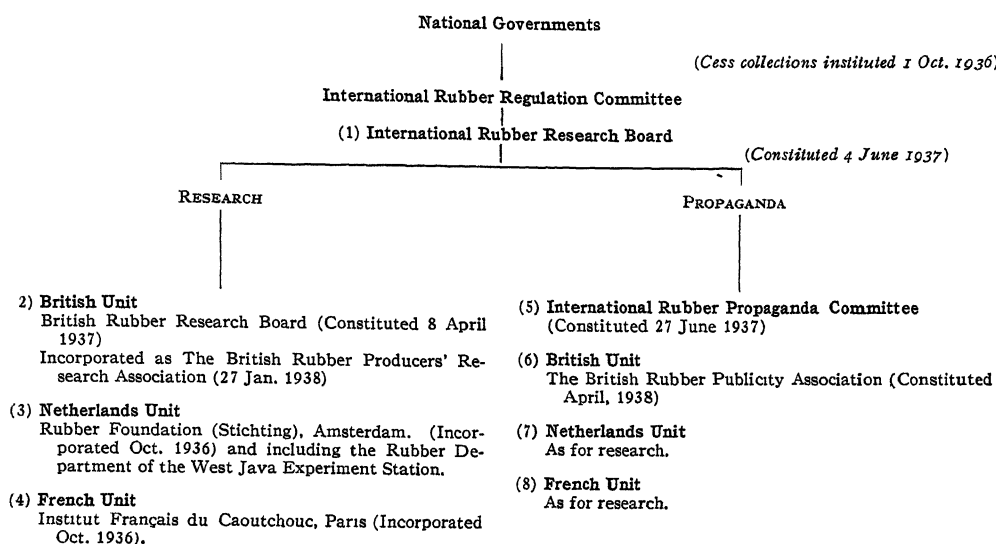 National Governments
(Cess collections instituted 1 Oct. 1936)
International Rubber Regulation Committee
(1) International Rubber Research Board
(Constituted 4 June 1937)
RESEARCH
PROPAGANDA
2) British Unit
British Rubber Research Board (Constituted 8 April
1937)
Incorporated as The British Rubber Producers' Re-
search Association (27 Jan. 1938)
(3) Netherlands Unit
Rubber Foundation (Stichting), Amsterdam. (Incor-
porated Oct. 1936) and including the Rubber De-
partment of the West Java Experiment Station.
(4) French Unit
Institut Français du Caoutchouc, Paris (Incorporated
Oct. 1936).
(5) International Rubber Propaganda Committee
(Constituted 27 June 1937)
(6) British Unit
The British Rubber Publicity Association (Constituted
April, 1938)
(7) Netherlands Unit
As for research.
(8) French Unit
As for research.